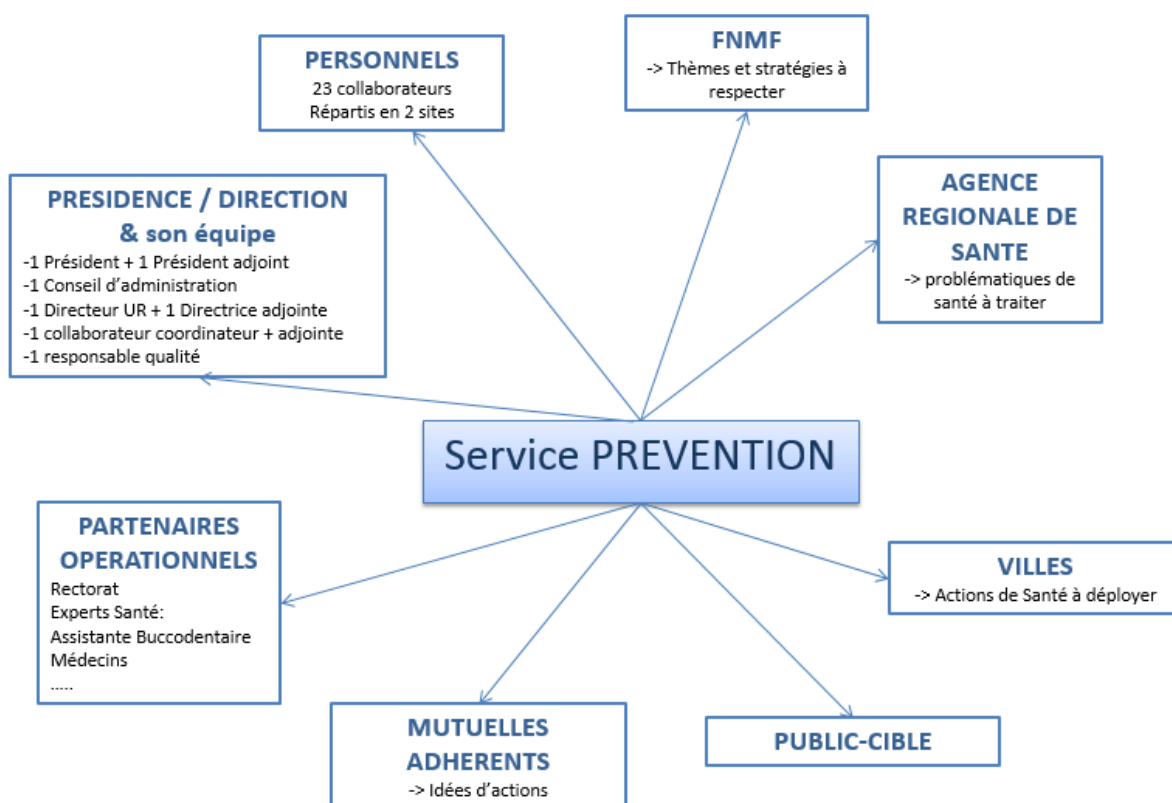 PERSONNELS
23 collaborateurs
Répartis en 2 sites
FNMF
-> Thèmes et stratégies à
respecter
PRESIDENCE / DIRECTION
& son équipe
-1 Président + 1 Président adjoint
-1 Conseil d’administration
-1 Directeur UR + 1 Directrice adjointe
-1 collaborateur coordinateur + adjointe
-1 responsable qualité
AGENCE
REGIONALE DE
SANTE
-> problématiques de
santé à traiter
Service PREVENTION
PARTENAIRES
OPERATIONNELS
Rectorat
Experts Santé:
Assistante Buccodentaire
Médecins
.....
VILLES
-> Actions de Santé à déployer
MUTUELLES
ADHERENTS
-> Idées d’actions
PUBLIC-CIBLE